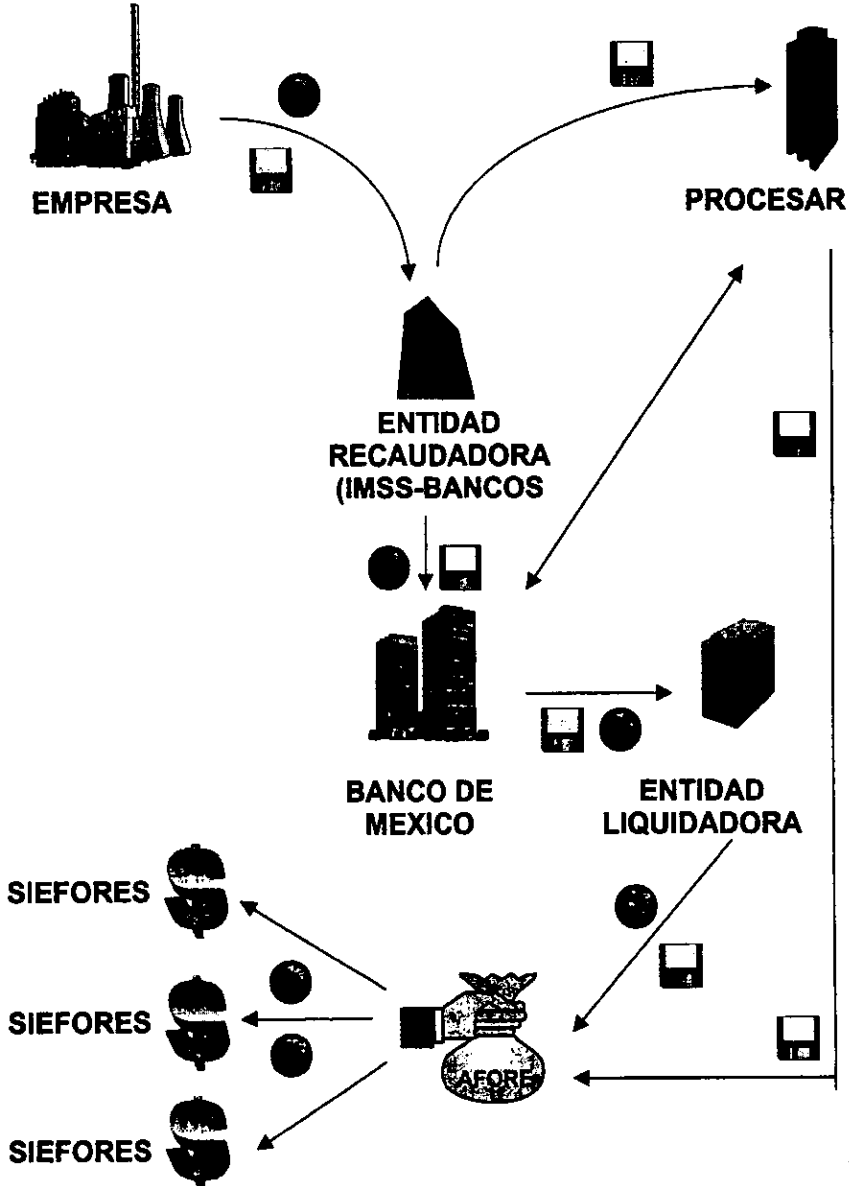 EMPRESA
PROCESAR
ENTIDAD
RECAUDADORA
(IMSS-BANCOS
BANCO DE
MEXICO
ENTIDAD
LIQUIDADORA
SIEFORES
SIEFORES
AFORE
SIEFORES